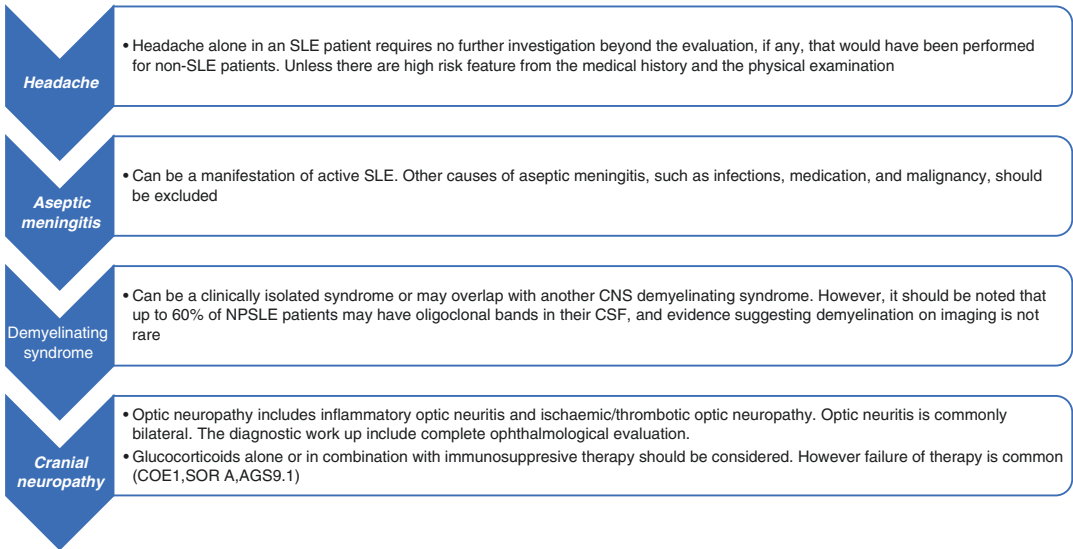 Headache
• Headache alone in an SLE patient requires no further investigation beyond the evaluation, if any, that would have been performed
for non-SLE patients. Unless there are high risk feature from the medical history and the physical examination
Aseptic
meningitis
• Can be a manifestation of active SLE. Other causes of aseptic meningitis, such as infections, medication, and malignancy, should
be excluded
Demyelinating
syndrome
• Can be a clinically isolated syndrome or may overlap with another CNS demyelinating syndrome. However, it should be noted that
up to 60% of NPSLE patients may have oligoclonal bands in their CSF, and evidence suggesting demyelination on imaging is not
rare
Cranial
neuropathy
• Optic neuropathy includes inflammatory optic neuritis and ischaemic/thrombotic optic neuropathy. Optic neuritis is commonly
bilateral. The diagnostic work up include complete ophthalmological evaluation.
• Glucocorticoids alone or in combination with immunosuppresive therapy should be considered. However failure of therapy is common
(COE1,SOR A,AGS9.1)